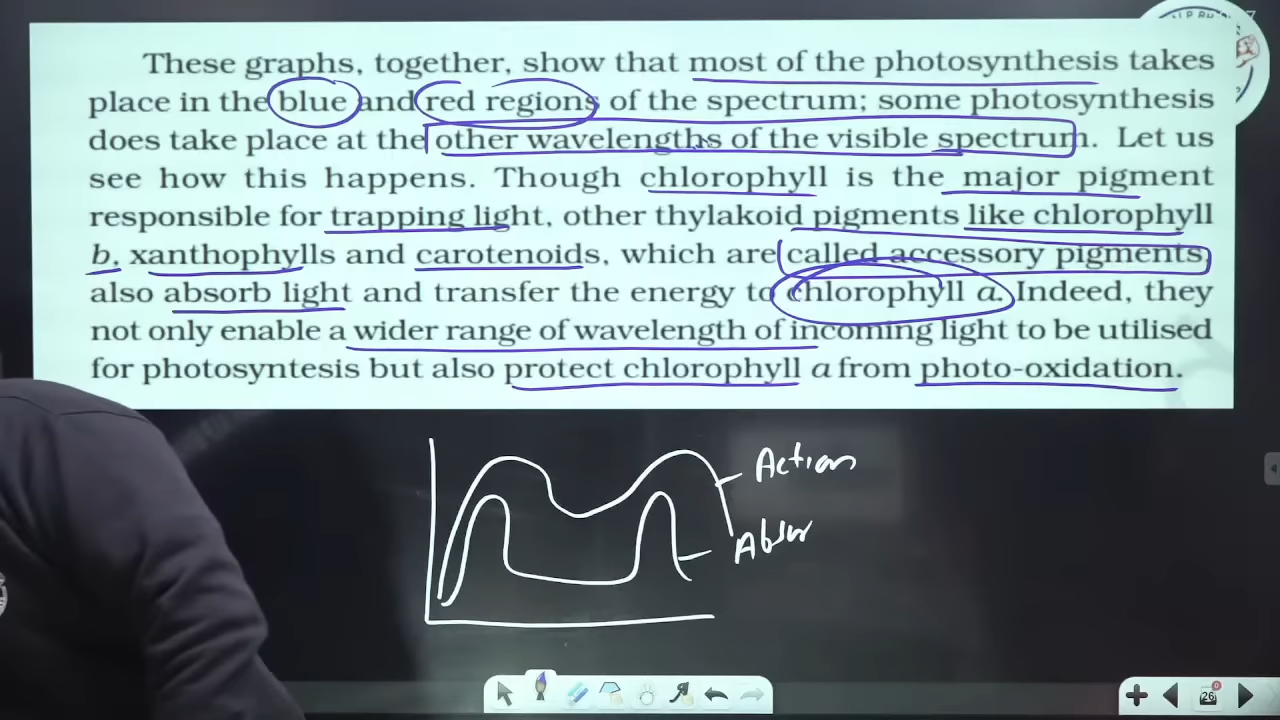 These graphs, together, show that most of the photosynthesis takes
place in the blue and red regions of the spectrum; some photosynthesis
does take place at the other wavelengths of the visible spectrum. Let us
see how this happens. Though chlorophyll is the major pigment
responsible for trapping light, other thylakoid pigments like chlorophyll
b, xanthophylls and carotenoids, which are called accessory pigments,
also absorb light and transfer the energy to chlorophyll a. Indeed, they
not only enable a wider range of wavelength of incoming light to be utilised
for photosyntesis but also protect chlorophyll a from photo-oxidation.
Action
Absor
26